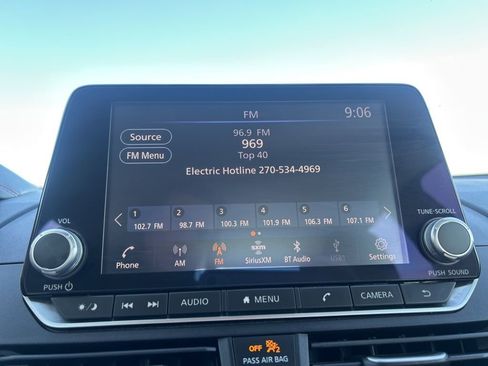 FM 9:06
Source
96.9 FM
969
FM Menu
Top 40
Electric Hotline 270-534-4969
1 2 3 4 5 6
102.7 FM 98.7 FM 100.3 FM 101.9 FM 106.3 FM 107.1 FM
VOL
TUNE·SCROLL
sxm
Phone AM FM SiriusXM BT Audio USB Settings
PUSH
PUSH SOUND
AUDIO MENU CAMERA
OFF 2
PASS AIR BAG